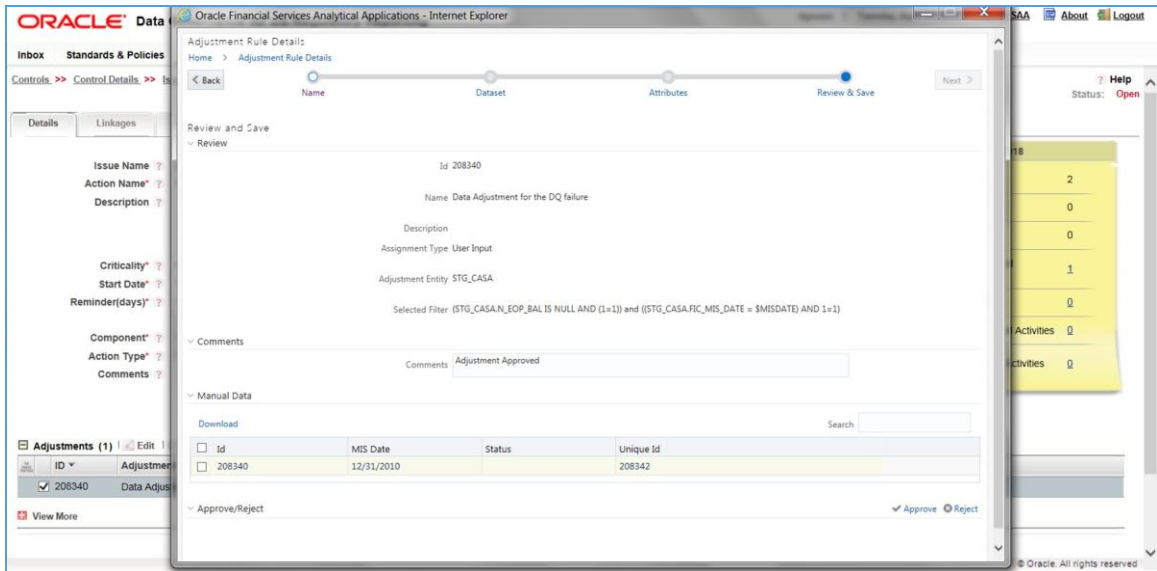 ORACLE® Data
Oracle Financial Services Analytical Applications - Internet Explorer
SAA About Logout
Inbox Standards & Policies
Controls >> Control Details >> Is
? Help
Status: Open
Details Linkages
Adjustment Rule Details
Home > Adjustment Rule Details
< Back
Next >
Name Dataset Attributes Review & Save
Review and Save
Review
Id 208340
Name Data Adjustment for the DQ failure
Description
Assignment Type User Input
Adjustment Entity STG_CASA
Selected Filter (STG_CASA.N_EOP_BAL IS NULL AND (1=1)) and ((STG_CASA.FIC_MIS_DATE = $MISDATE) AND 1=1)
Comments
Comments Adjustment Approved
Manual Data
Download Search
Id MIS Date Status Unique Id
208340 12/31/2010 208342
Approve/Reject
Approve Reject
Issue Name ?
Action Name* ?
Description ?
Criticality* ?
Start Date* ?
Reminder(days)* ?
Component* ?
Action Type* ?
Comments ?
Adjustments (1) Edit
ID Adjustmen
208340 Data Adjus
View More
18
2
0
0
1
0
Activities 0
ctivities 0
© Oracle. All rights reserved